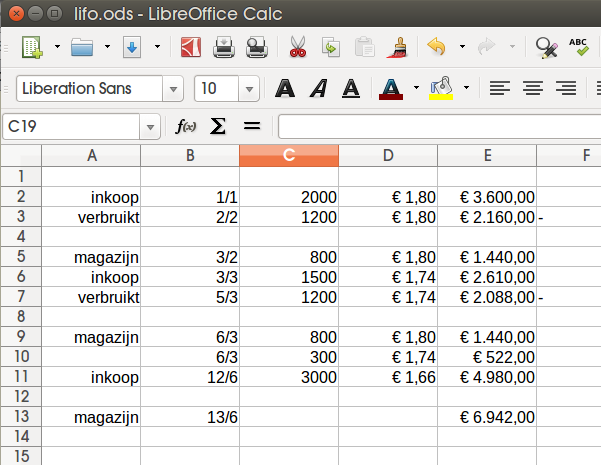 lifo.ods - LibreOffice Calc
ABC
Liberation Sans 10 A A A A
C19 f(x) Σ =
A B C D E F
1
2 inkoop 1/1 2000 € 1,80 € 3.600,00
3 verbruikt 2/2 1200 € 1,80 € 2.160,00 -
4
5 magazijn 3/2 800 € 1,80 € 1.440,00
6 inkoop 3/3 1500 € 1,74 € 2.610,00
7 verbruikt 5/3 1200 € 1,74 € 2.088,00 -
8
9 magazijn 6/3 800 € 1,80 € 1.440,00
10 6/3 300 € 1,74 € 522,00
11 inkoop 12/6 3000 € 1,66 € 4.980,00
12
13 magazijn 13/6 € 6.942,00
14
15